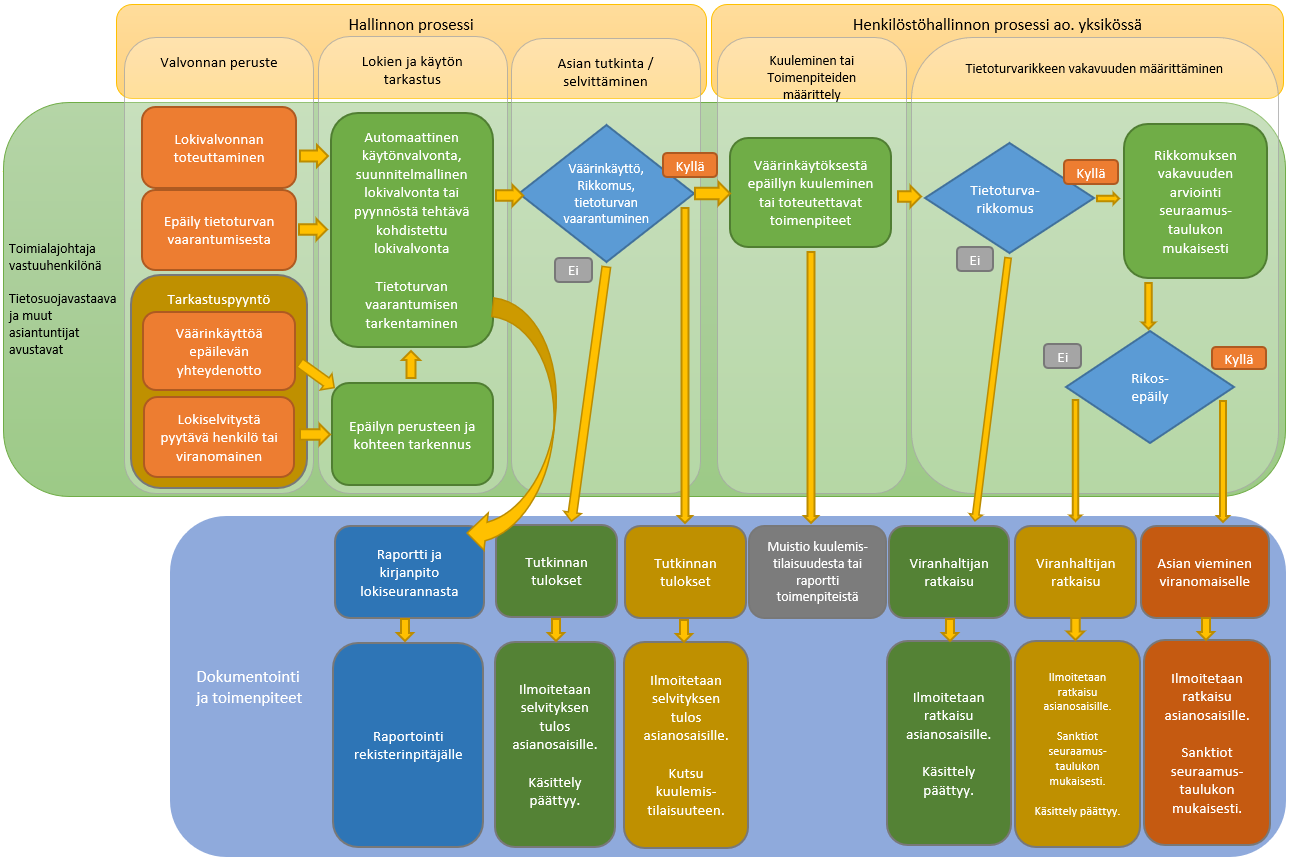 Hallinnon prosessi
Henkilöstöhallinnon prosessi ao. yksikössä
Valvonnan peruste
Lokien ja käytön
tarkastus
Asian tutkinta /
selvittäminen
Kuuleminen tai
Toimenpiteiden
määrittely
Tietoturvarikkeen vakavuuden määrittäminen
Toimialajohtaja
vastuuhenkilönä
Tietosuojavastaava
ja muut
asiantuntijat
avustavat
Lokivalvonnan
toteuttaminen
Epäily tietoturvan
vaarantumisesta
Tarkastuspyyntö
Väärinkäyttöä
epäilevän
yhteydenotto
Lokiselvitystä
pyytävä henkilö tai
viranomainen
Automaattinen
käytönvalvonta,
suunnitelmallinen
lokivalvonta tai
pyynnöstä tehtävä
kohdistettu
lokivalvonta
Tietoturvan
vaarantumisen
tarkentaminen
Epäilyn perusteen ja
kohteen tarkennus
Väärinkäyttö,
Rikkomus,
tietoturvan
vaarantuminen
Kyllä
Ei
Väärinkäytöksestä
epäillyn kuuleminen
tai toteutettavat
toimenpiteet
Tietoturva-
rikkomus
Kyllä
Ei
Rikkomuksen
vakavuuden
arviointi
seuraamus-
taulukon
mukaisesti
Ei
Kyllä
Rikos-
epäily
Dokumentointi
ja toimenpiteet
Raportti ja
kirjanpito
lokiseurannasta
Tutkinnan
tulokset
Tutkinnan
tulokset
Muistio kuulemis-
tilaisuudesta tai
raportti
toimenpiteistä
Viranhaltijan
ratkaisu
Viranhaltijan
ratkaisu
Asian vieminen
viranomaiselle
Raportointi
rekisterinpitäjälle
Ilmoitetaan
selvityksen
tulos
asianosaisille.
Käsittely
päättyy.
Ilmoitetaan
selvityksen
tulos
asianosaisille.
Kutsu
kuulemis-
tilaisuuteen.
Ilmoitetaan
ratkaisu
asianosaisille.
Käsittely
päättyy.
Ilmoitetaan
ratkaisu
asianosaisille.
Sanktiot
seuraamus-
taulukon
mukaisesti.
Käsittely päättyy.
Ilmoitetaan
ratkaisu
asianosaisille.
Sanktiot
seuraamus-
taulukon
mukaisesti.